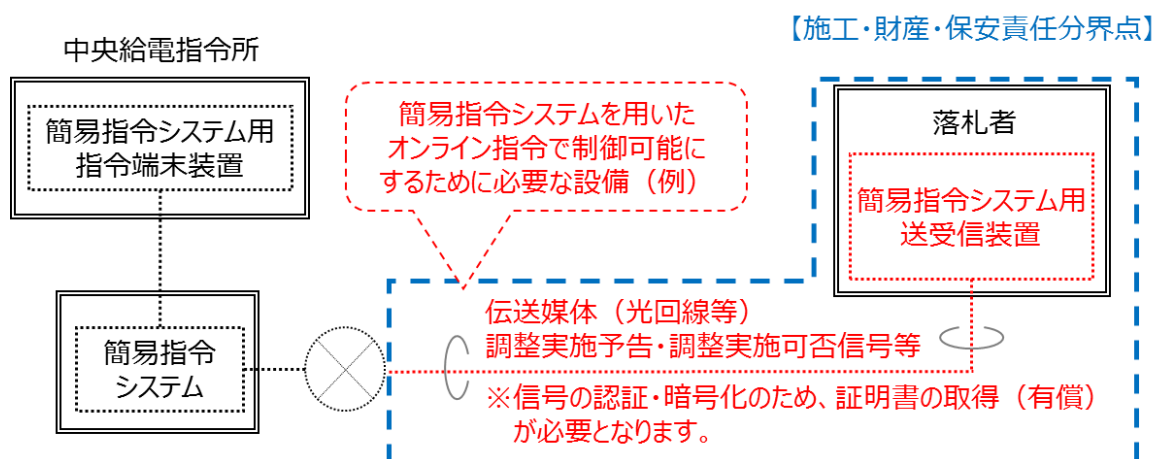 【施工・財産・保安責任分界点】
中央給電指令所
簡易指令システム用
指令端末装置
簡易指令システムを用いた
オンライン指令で制御可能に
するために必要な設備（例）
落札者
簡易指令システム用
送受信装置
簡易指令
システム
伝送媒体（光回線等）
調整実施予告・調整実施可否信号等
※信号の認証・暗号化のため、証明書の取得（有償）
が必要となります。